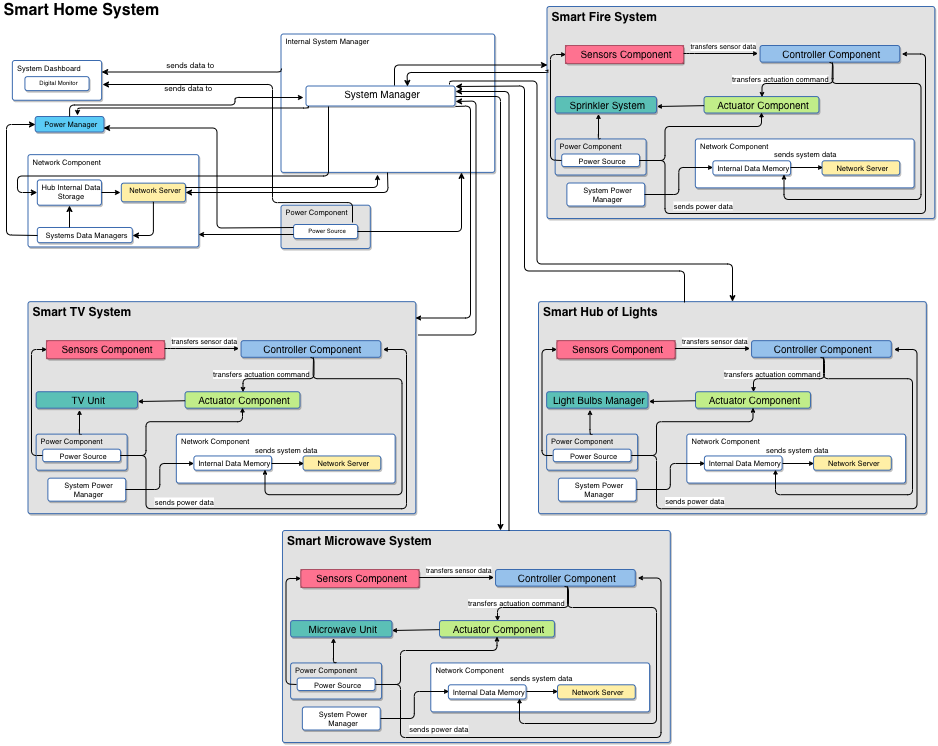 Smart Home System
Internal System Manager
System Dashboard
Digital Monitor
sends data to
sends data to
System Manager
Power Manager
Network Component
Hub Internal Data
Storage
Network Server
Systems Data Managers
Power Component
Power Source
Smart Fire System
Sensors Component
transfers sensor data
Controller Component
transfers actuation command
Sprinkler System
Actuator Component
Power Component
Power Source
Network Component
sends system data
Internal Data Memory
Network Server
System Power
Manager
sends power data
Smart TV System
Sensors Component
transfers sensor data
Controller Component
transfers actuation command
TV Unit
Actuator Component
Power Component
Power Source
Network Component
sends system data
Internal Data Memory
Network Server
System Power
Manager
sends power data
Smart Hub of Lights
Sensors Component
transfers sensor data
Controller Component
transfers actuation command
Light Bulbs Manager
Actuator Component
Power Component
Power Source
Network Component
sends system data
Internal Data Memory
Network Server
System Power
Manager
sends power data
Smart Microwave System
Sensors Component
transfers sensor data
Controller Component
transfers actuation command
Microwave Unit
Actuator Component
Power Component
Power Source
Network Component
sends system data
Internal Data Memory
Network Server
System Power
Manager
sends power data